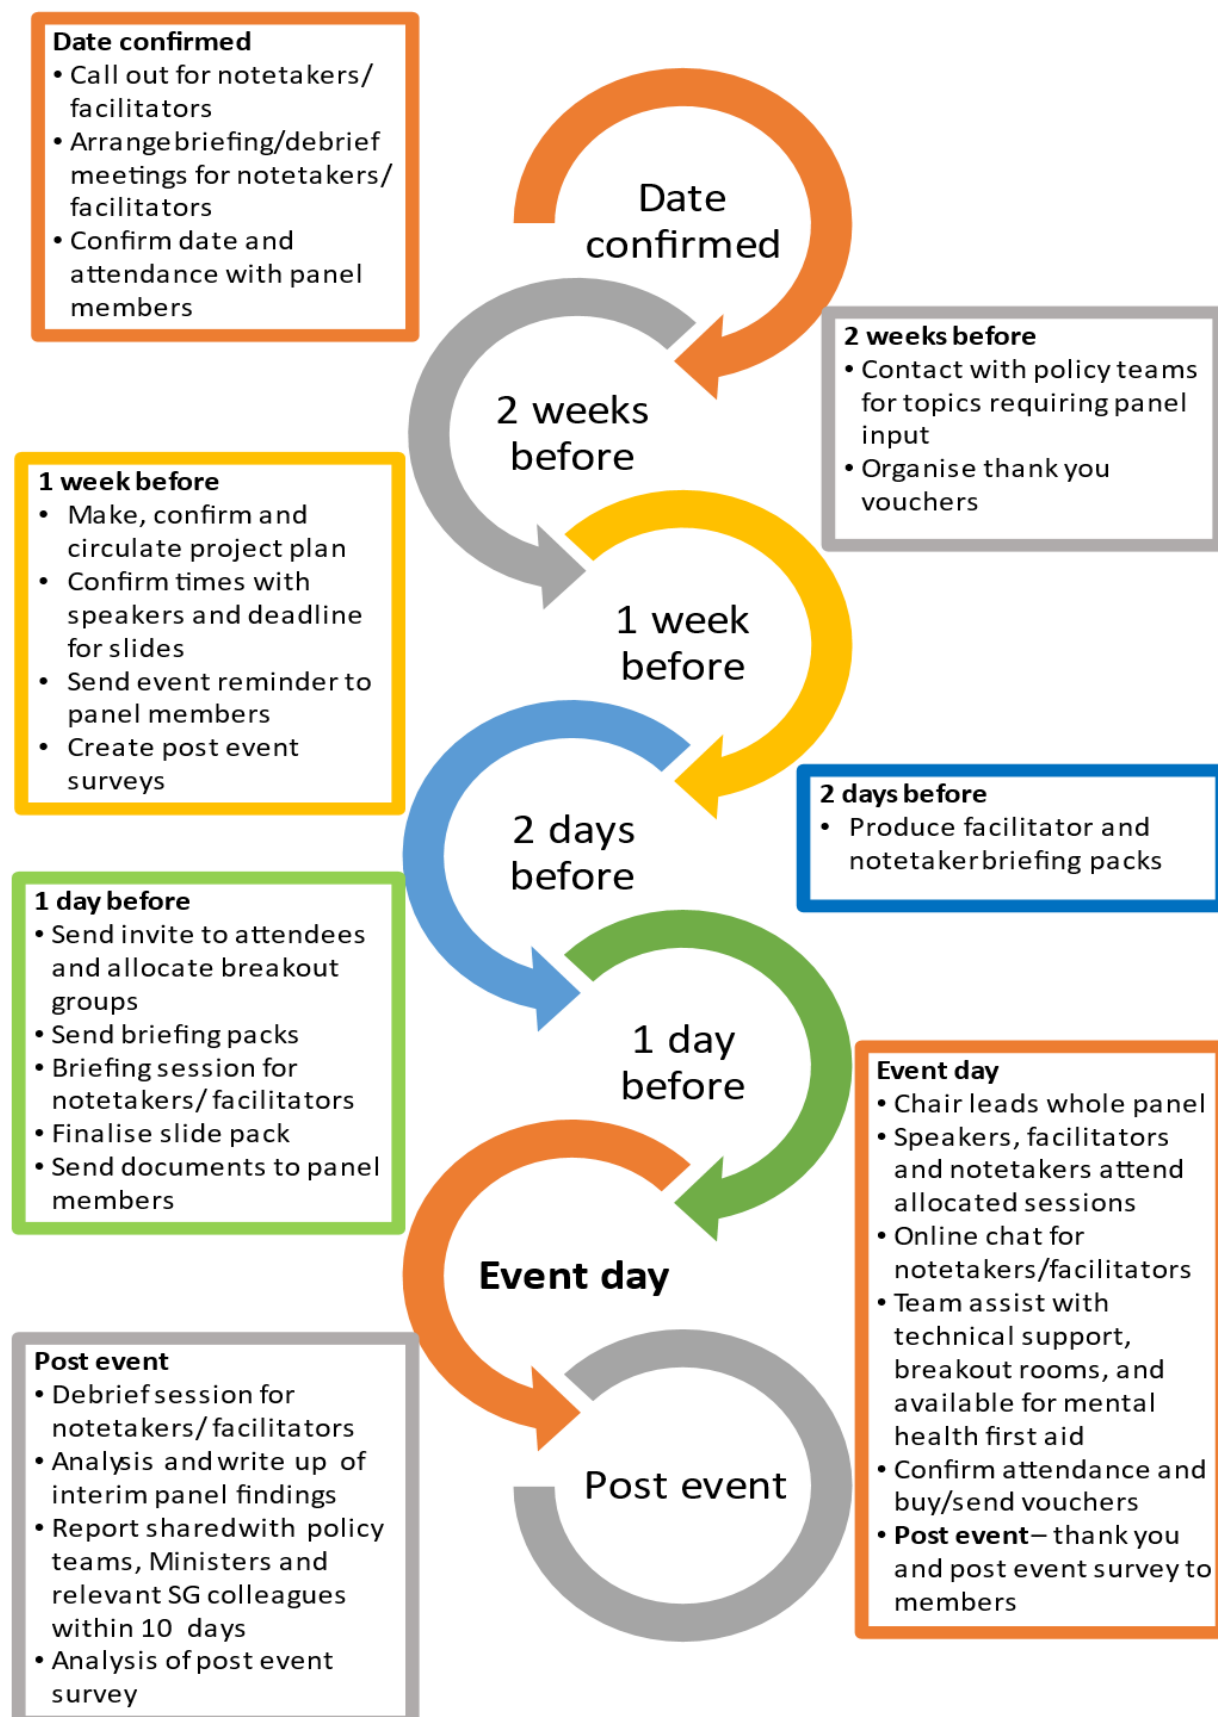 Date confirmed
• Call out for notetakers/
facilitators
• Arrangebriefing/debrief
meetings for notetakers/
facilitators
• Confirm date and
attendance with panel
members
Date
confirmed
2 weeks before
• Contact with policy teams
for topics requiring panel
input
• Organise thank you
vouchers
2 weeks
before
1 week before
• Make, confirm and
circulate project plan
• Confirm times with
speakers and deadline
for slides
• Send event reminder to
panel members
• Create post event
surveys
1 week
before
2 days before
• Produce facilitator and
notetakerbriefing packs
2 days
before
1 day before
• Send invite to attendees
and allocate breakout
groups
• Send briefing packs
• Briefing session for
notetakers/ facilitators
• Finalise slide pack
• Send documents to panel
members
1 day
before
Event day
• Chair leads whole panel
• Speakers, facilitators
and notetakers attend
allocated sessions
• Online chat for
notetakers/facilitators
• Team assist with
technical support,
breakout rooms, and
available for mental
health first aid
• Confirm attendance and
buy/send vouchers
• Post event– thank you
and post event survey to
members
Event day
Post event
• Debrief session for
notetakers/ facilitators
• Analysis and write up of
interim panel findings
• Report shared with policy
teams, Ministers and
relevant SG colleagues
within 10 days
• Analysis of post event
survey
Post event